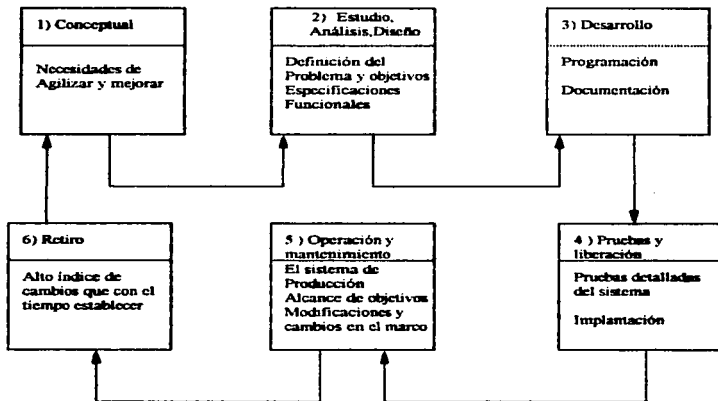 1) Conceptual
Necesidades de
Agilizar y mejorar
2) Estudio,
Análisis,Diseño
Definición del
Problema y objetivos
Especificaciones
Funcionales
3) Desarrollo
Programación
Documentación
4 ) Pruebas y
liberación
Pruebas detalladas
del sistema
Implantación
5 ) Operación y
mantenimiento
El sistema de
Producción
Alcance de objetivos
Modificaciones y
cambios en el marco
6) Retiro
Alto índice de
cambios que con el
tiempo establecer